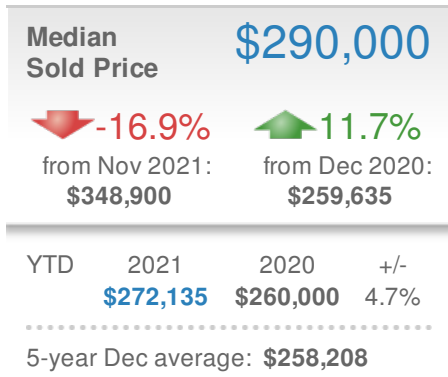 Median $290,000
Sold Price
-16.9% 11.7%
from Nov 2021: from Dec 2020:
$348,900 $259,635
YTD 2021 2020 +/-
$272,135 $260,000 4.7%
5-year Dec average: $258,208